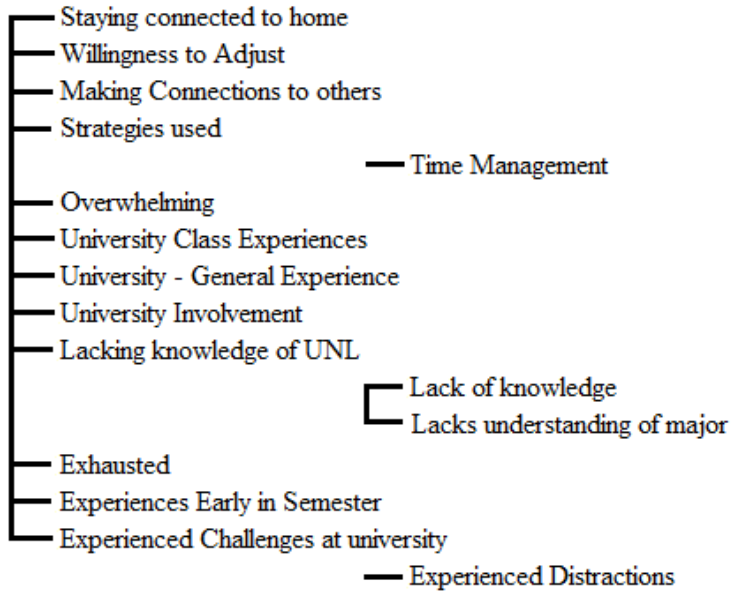 Staying connected to home
Willingness to Adjust
Making Connections to others
Strategies used
Time Management
Overwhelming
University Class Experiences
University - General Experience
University Involvement
Lacking knowledge of UNL
Lack of knowledge
Lacks understanding of major
Exhausted
Experiences Early in Semester
Experienced Challenges at university
Experienced Distractions